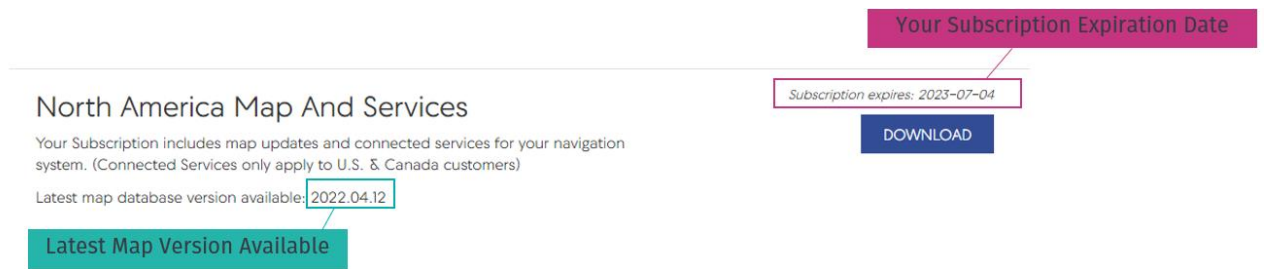 Your Subscription Expiration Date
North America Map And Services
Subscription expires: 2023-07-04
Your Subscription includes map updates and connected services for your navigation
system. (Connected Services only apply to U.S. & Canada customers)
DOWNLOAD
Latest map database version available: 2022.04.12
Latest Map Version Available